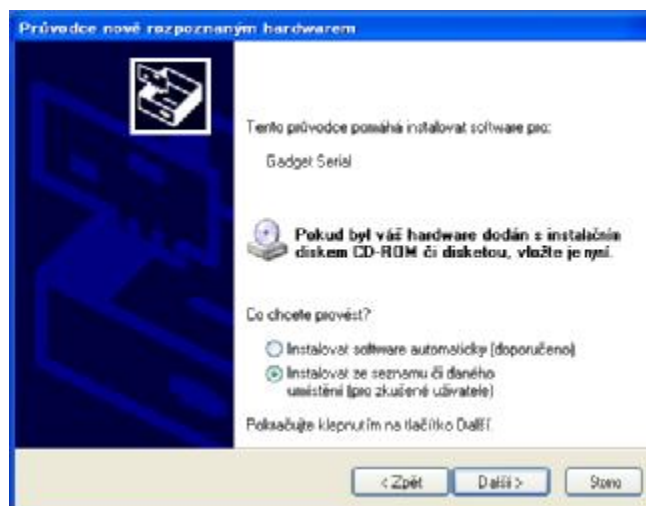 Průvodce nově rozpoznaným hardwarem
Tento průvodce pomáhá instalovat software pro:
Gadget Serial
Pokud byl váš hardware dodán s instalačním
diskem CD-ROM či disketou, vložte je nyní.
Co chcete provést?
Instalovat software automaticky (doporučeno)
Instalovat ze seznamu či daného
umístění (pro zkušené uživatele)
Pokračujte klepnutím na tlačítko Další.
< Zpět
Další >
Storno